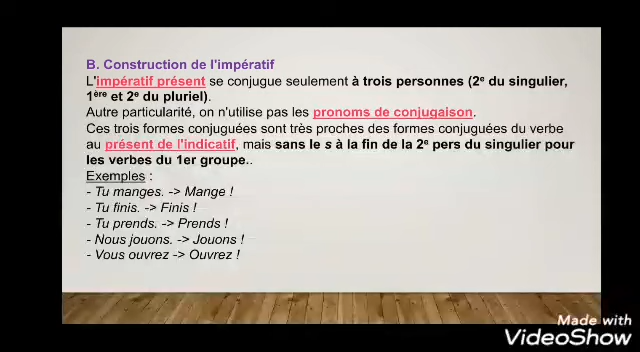 B. Construction de l'impératif
L'impératif présent se conjugue seulement à trois personnes (2e du singulier,
1ère et 2e du pluriel).
Autre particularité, on n'utilise pas les pronoms de conjugaison.
Ces trois formes conjuguées sont très proches des formes conjuguées du verbe
au présent de l'indicatif, mais sans le s à la fin de la 2e pers du singulier pour
les verbes du 1er groupe..
Exemples :
- Tu manges. -> Mange !
- Tu finis. -> Finis !
- Tu prends. -> Prends !
- Nous jouons. -> Jouons !
- Vous ouvrez -> Ouvrez !
Made with
VideoShow